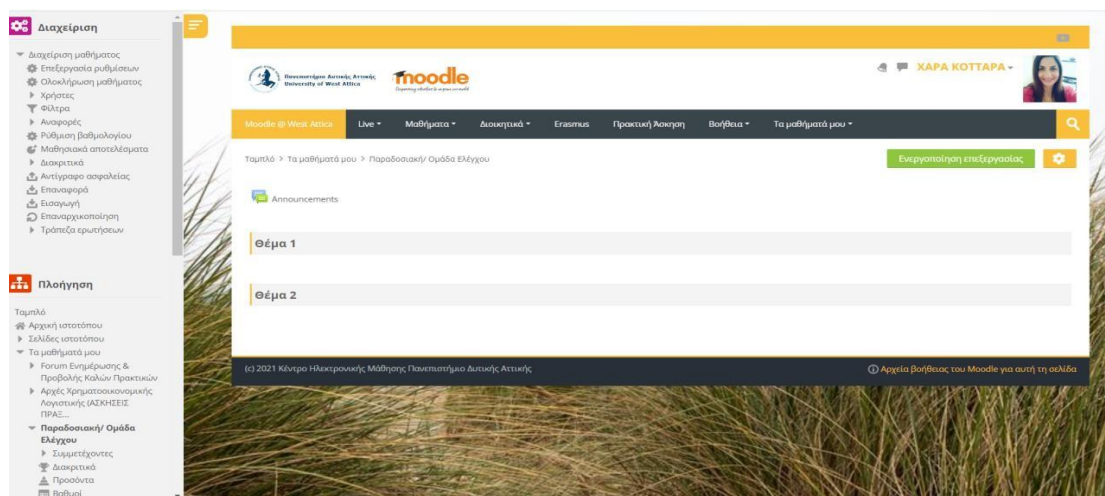 Διαχείριση
Διαχείριση μαθήματος
Επεξεργασία ρυθμίσεων
Ολοκλήρωση μαθήματος
Χρήστες
Φίλτρα
Αναφορές
Ρύθμιση βαθμολογίου
Μαθησιακά αποτελέσματα
Διακριτικά
Αντίγραφο ασφαλείας
Επαναφορά
Εισαγωγή
Επαναρχικοποίηση
Τράπεζα ερωτήσεων
Πλοήγηση
Ταμπλό
Αρχική ιστοτόπου
Σελίδες ιστοτόπου
Τα μαθήματά μου
Forum Ενημέρωσης &
Προβολής Καλών Πρακτικών
Αρχές Χρηματοοικονομικής
Λογιστικής (ΑΣΚΗΣΕΙΣ
ΠΡΑΞ...
Παραδοσιακή/ Ομάδα
Ελέγχου
Συμμετέχοντες
Διακριτικά
Προσόντα
Βαθμοί
Πανεπιστήμιο Δυτικής Αττικής
University of West Attica
moodle
ΧΑΡΑ ΚΟΤΤΑΡΑ
Moodle @ West Attica Live Μαθήματα Διοικητικά Erasmus Πρακτική Άσκηση Βοήθεια Τα μαθήματά μου
Ταμπλό > Τα μαθήματά μου > Παραδοσιακή/ Ομάδα Ελέγχου
Ενεργοποίηση επεξεργασίας
Announcements
Θέμα 1
Θέμα 2
(c) 2021 Κέντρο Ηλεκτρονικής Μάθησης Πανεπιστήμιο Δυτικής Αττικής
Αρχεία βοήθειας του Moodle για αυτή τη σελίδα